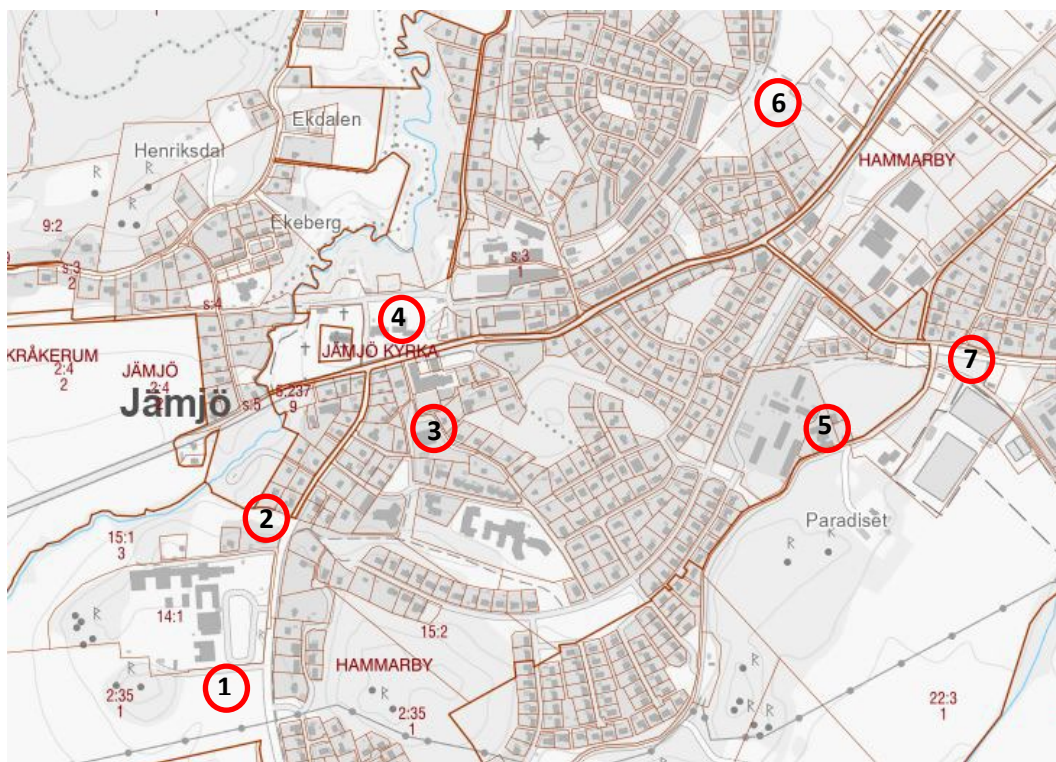 6
Ekdalen
Henriksdal
HAMMARBY
R
R
9:2
Ekeberg
s:3
1
s:3
2
s:4
4
JÄMJÖ KYRKA
KRÅKERUM
2:4
2
JÄMJÖ
2:4
7
Jämjö
s:5
s:237
9
3
5
2
Paradiset
R
R
15:1
3
14:1
R
15:2
R
R
HAMMARBY
1
2:35
1
R
2:35
1
R
R
R
R
22:3
1